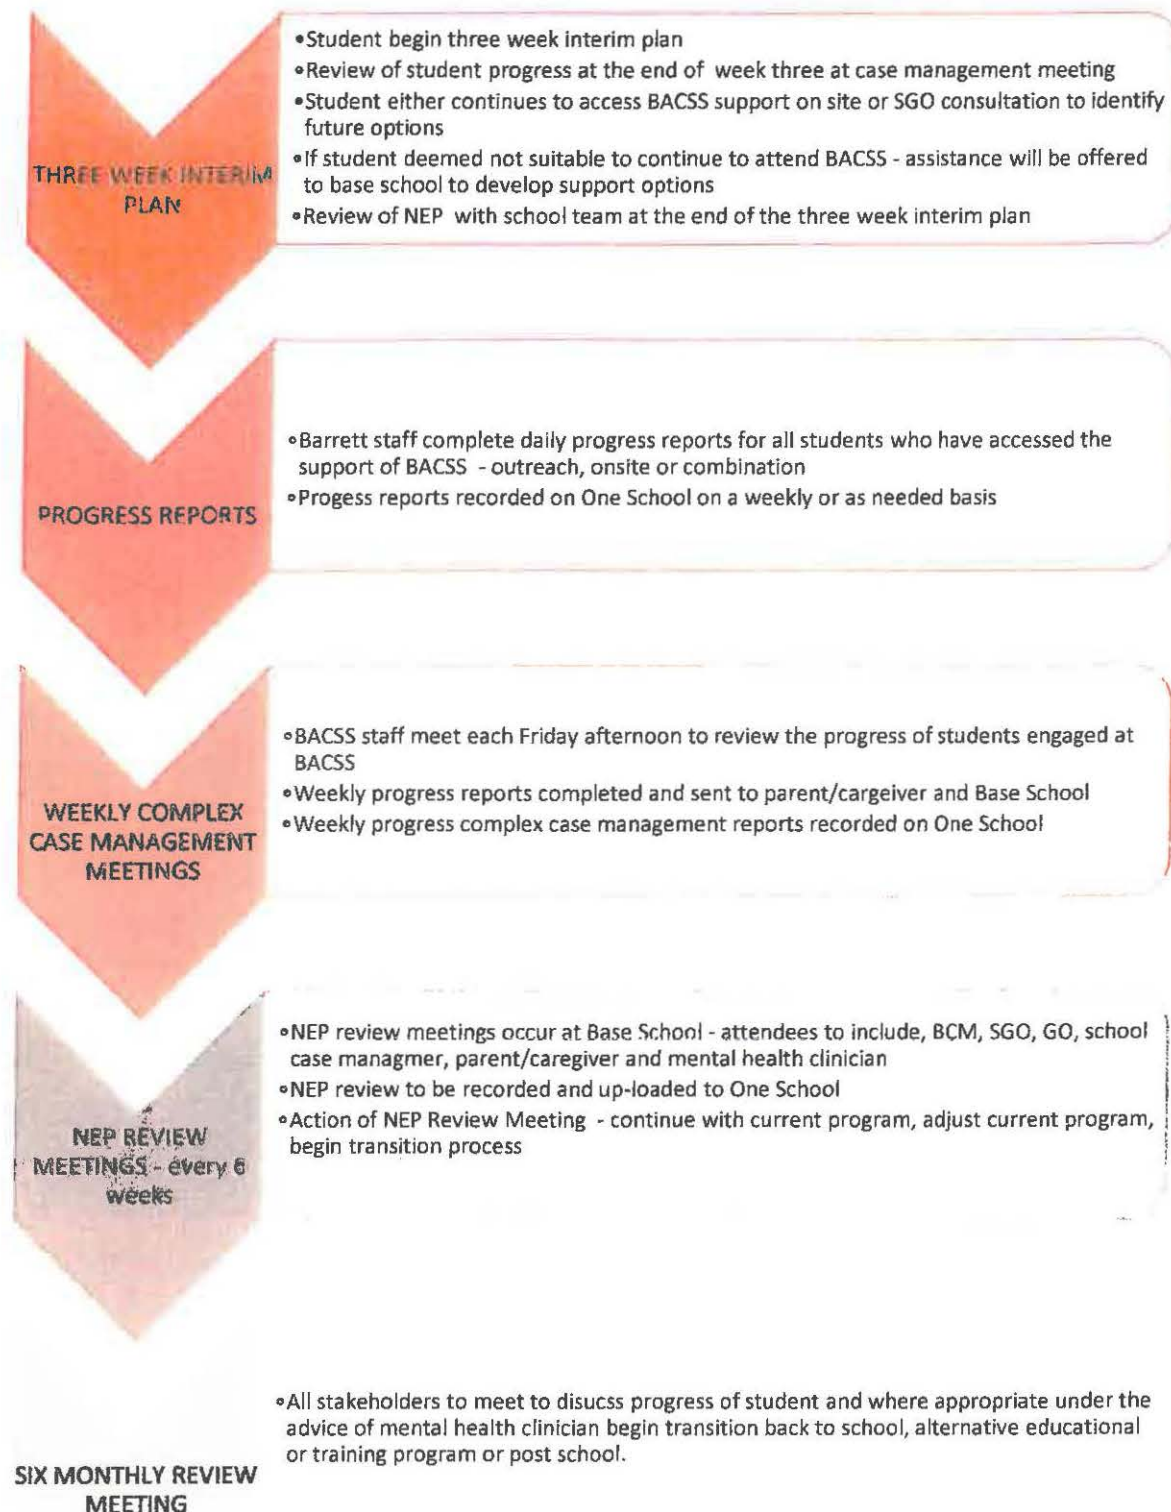 •Student begin three week interim plan
•Review of student progress at the end of week three at case management meeting
•Student either continues to access BACSS support on site or SGO consultation to identify
future options
•If student deemed not suitable to continue to attend BACSS - assistance will be offered
to base school to develop support options
•Review of NEP with school team at the end of the three week interim plan
THREE WEEK INTERIM
PLAN
•Barrett staff complete daily progress reports for all students who have accessed the
support of BACSS - outreach, onsite or combination
•Progess reports recorded on One School on a weekly or as needed basis
PROGRESS REPORTS
•BACSS staff meet each Friday afternoon to review the progress of students engaged at
BACSS
•Weekly progress reports completed and sent to parent/cargeiver and Base School
•Weekly progress complex case management reports recorded on One School
WEEKLY COMPLEX
CASE MANAGEMENT
MEETINGS
•NEP review meetings occur at Base School - attendees to include, BCM, SGO, GO, school
case managmer, parent/caregiver and mental health clinician
•NEP review to be recorded and up-loaded to One School
•Action of NEP Review Meeting - continue with current program, adjust current program,
begin transition process
NEP REVIEW
MEETINGS - every 6
weeks
•All stakeholders to meet to disucss progress of student and where appropriate under the
advice of mental health clinician begin transition back to school, alternative educational
or training program or post school.
SIX MONTHLY REVIEW
MEETING